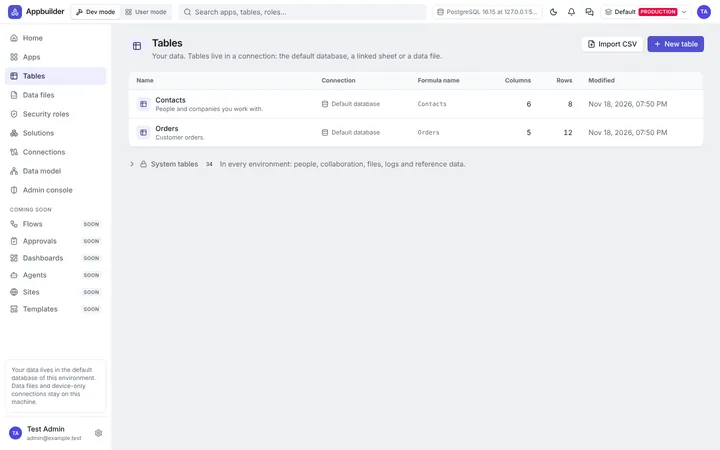 Appbuilder
Dev mode
User mode
Search apps, tables, roles...
PostgreSQL 16.15 at 127.0.0.1:5...
Default
PRODUCTION
TA
Home
Apps
Tables
Data files
Security roles
Solutions
Connections
Data model
Admin console
COMING SOON
Flows SOON
Approvals SOON
Dashboards SOON
Agents SOON
Sites SOON
Templates SOON
Your data lives in the default
database of this environment.
Data files and device-only
connections stay on this
machine.
TA
Test Admin
admin@example.test
Tables
Your data. Tables live in a connection: the default database, a linked sheet or a data file.
Import CSV
New table
Name Connection Formula name Columns Rows Modified
Contacts
People and companies you work with.
Default database Contacts 6 8 Nov 18, 2026, 07:50 PM
Orders
Customer orders.
Default database Orders 5 12 Nov 18, 2026, 07:50 PM
System tables 34 In every environment: people, collaboration, files, logs and reference data.